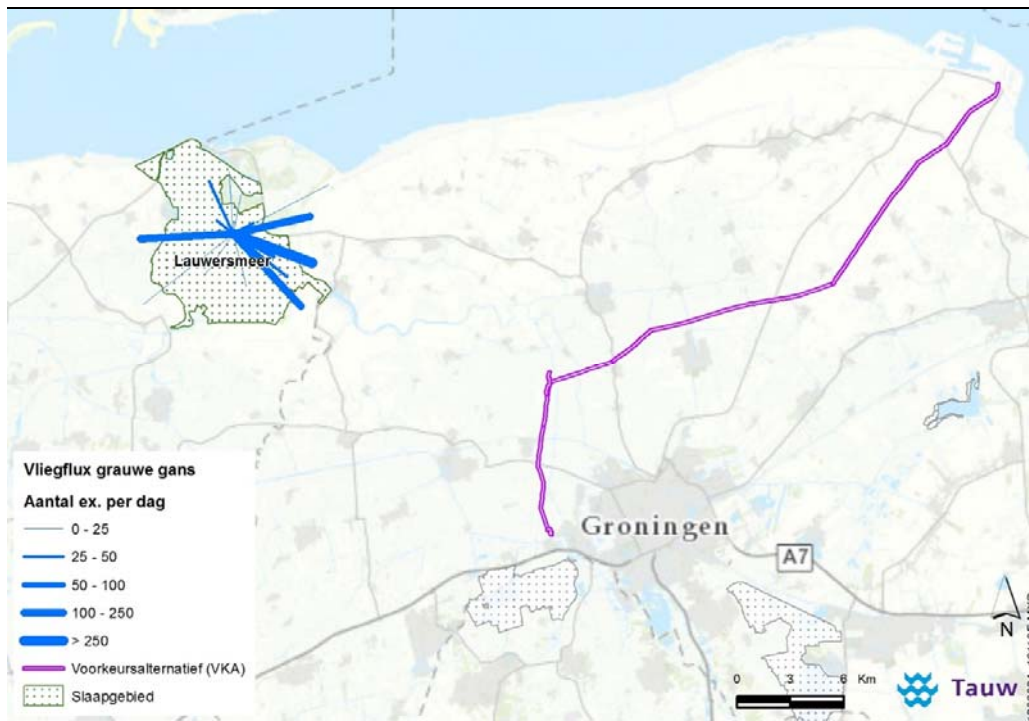 Lauwersmeer
Groningen
A7
Vliegflux grauwe gans
Aantal ex. per dag
0 - 25
25 - 50
50 - 100
100 - 250
> 250
Voorkeursalternatief (VKA)
Slaapgebied
N
0 3 6 Km
Tauw